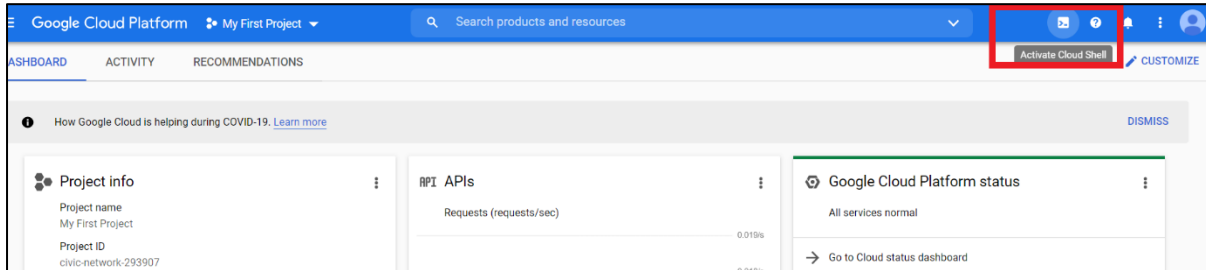 Google Cloud Platform
My First Project
Search products and resources
Activate Cloud Shell
ASHBOARD
ACTIVITY
RECOMMENDATIONS
CUSTOMIZE
How Google Cloud is helping during COVID-19. Learn more
DISMISS
Project info
Project name
My First Project
Project ID
civic-network-293907
API APIs
Requests (requests/sec)
0.019/s
Google Cloud Platform status
All services normal
Go to Cloud status dashboard